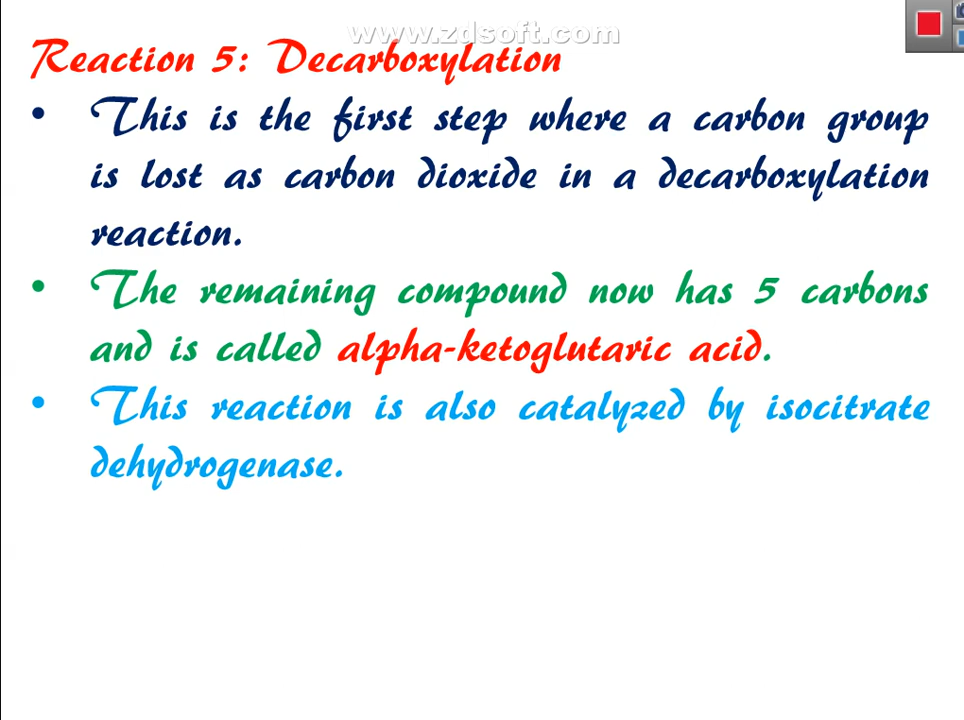 www.zdsoft.com
Reaction 5: Decarboxylation
• This is the first step where a carbon group
is lost as carbon dioxide in a decarboxylation
reaction.
• The remaining compound now has 5 carbons
and is called alpha-ketoglutaric acid.
• This reaction is also catalyzed by isocitrate
dehydrogenase.